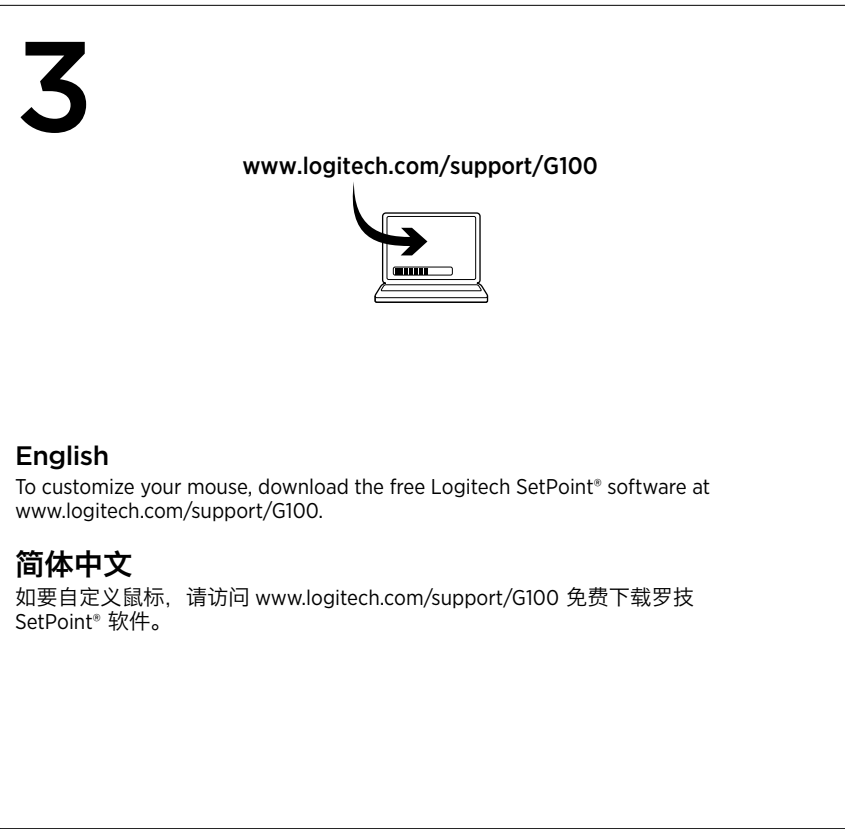 3
www.logitech.com/support/G100
English
To customize your mouse, download the free Logitech SetPoint® software at
www.logitech.com/support/G100.
简体中文
如要自定义鼠标，请访问 www.logitech.com/support/G100 免费下载罗技
SetPoint® 软件。